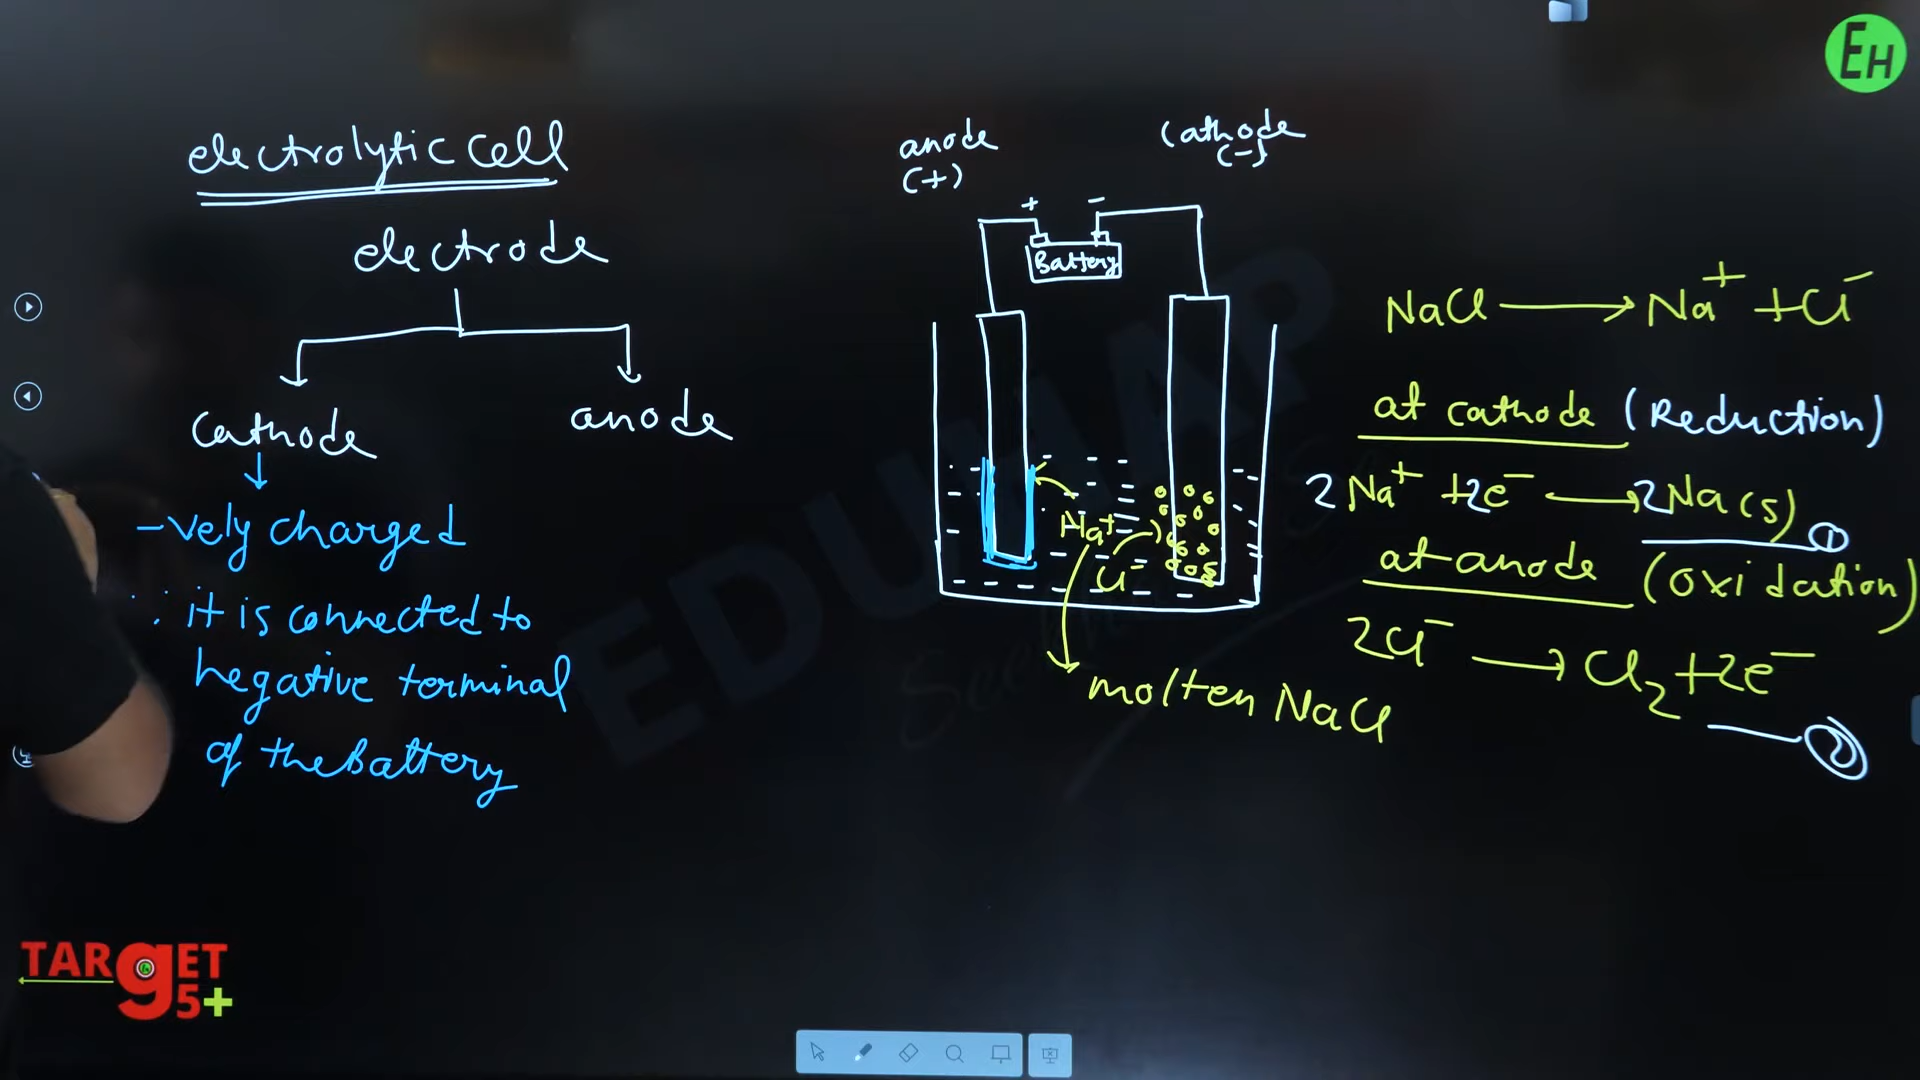 EH
electrolytic cell
electrode
cathode
anode
-vely charged
∵ it is connected to
negative terminal
of the Battery
anode
(+)
cathode
(-)
+ -
Battery
Na⁺
Cl⁻
molten NaCl
NaCl ⟶ Na⁺ + Cl⁻
at cathode (Reduction)
2Na⁺ + 2e⁻ ⟶ 2Na(s)
①
at anode (oxidation)
2Cl⁻ ⟶ Cl₂ + 2e⁻
— ②
EDUMAP
TARgET
5+